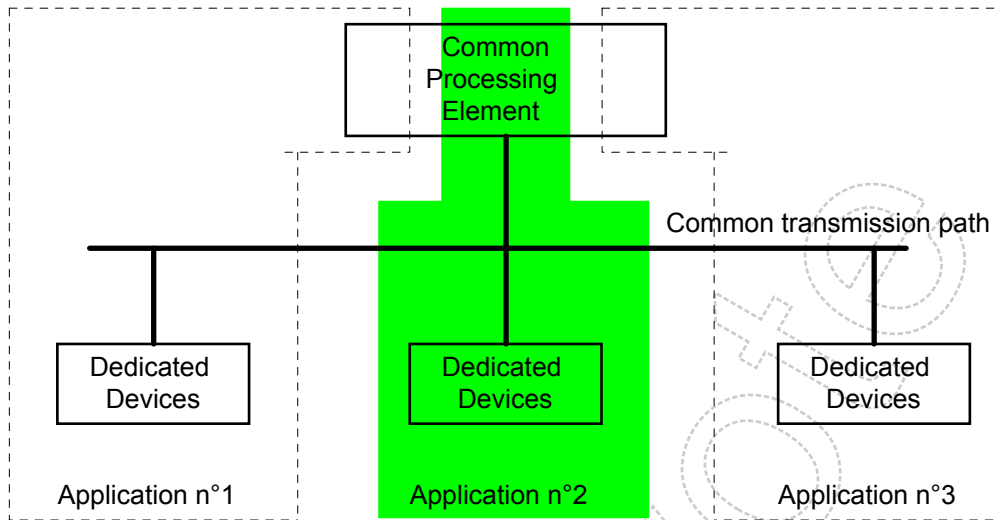 Common
Processing
Element
Common transmission path
Dedicated
Devices
Dedicated
Devices
Dedicated
Devices
Application n°1
Application n°2
Application n°3